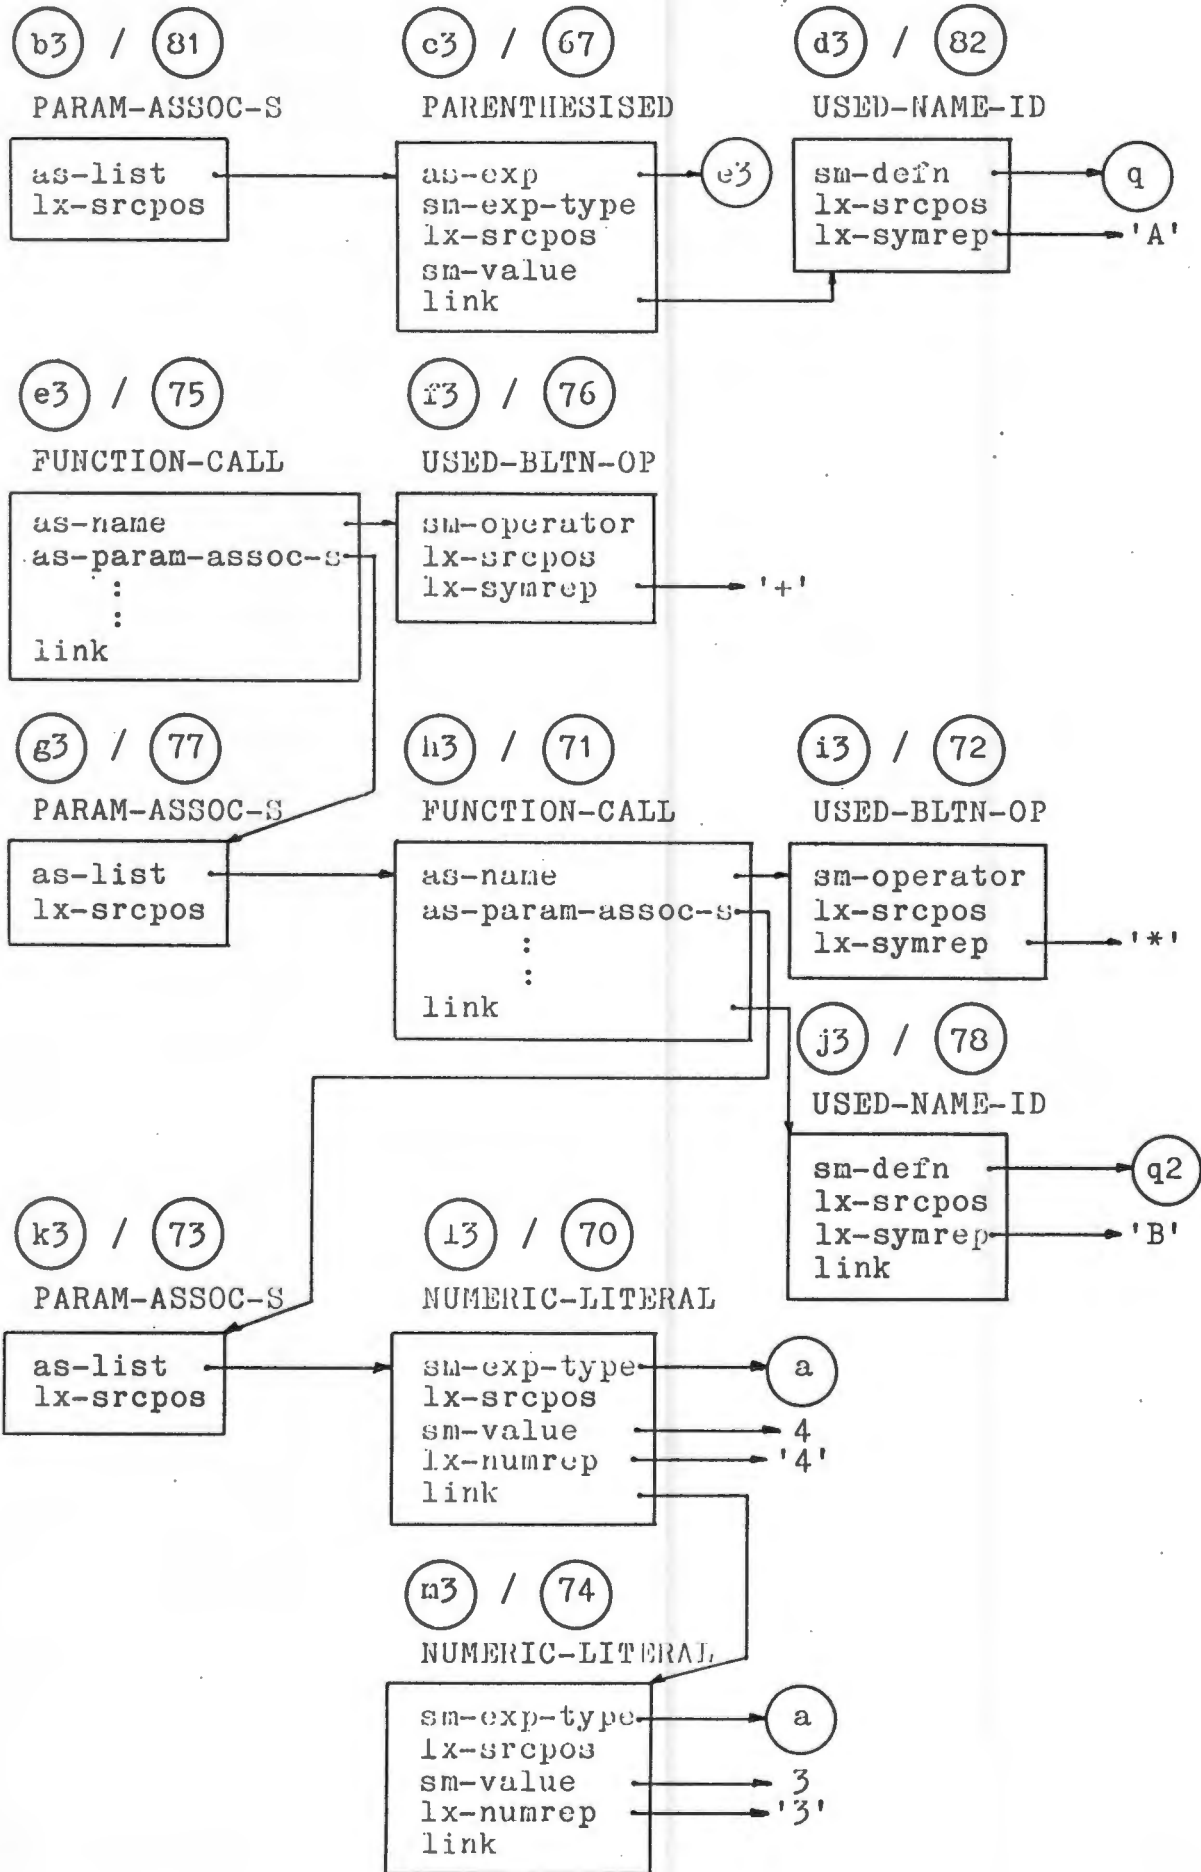 b3 / 81
c3 / 67
d3 / 82
PARAM-ASSOC-S
PARENTHESISED
USED-NAME-ID
as-list
lx-srcpos
as-exp
sm-exp-type
lx-srcpos
sm-value
link
e3
sm-defn
lx-srcpos
lx-symrep
q
'A'
e3 / 75
f3 / 76
FUNCTION-CALL
USED-BLTN-OP
as-name
as-param-assoc-s
:
:
link
sm-operator
lx-srcpos
lx-symrep
'+'
g3 / 77
h3 / 71
i3 / 72
PARAM-ASSOC-S
FUNCTION-CALL
USED-BLTN-OP
as-list
lx-srcpos
as-name
as-param-assoc-s
:
:
link
sm-operator
lx-srcpos
lx-symrep
'*'
j3 / 78
USED-NAME-ID
sm-defn
lx-srcpos
lx-symrep
link
q2
'B'
k3 / 73
l3 / 70
PARAM-ASSOC-S
NUMERIC-LITERAL
as-list
lx-srcpos
sm-exp-type
lx-srcpos
sm-value
lx-numrep
link
a
4
'4'
m3 / 74
NUMERIC-LITERAL
sm-exp-type
lx-srcpos
sm-value
lx-numrep
link
a
3
'3'